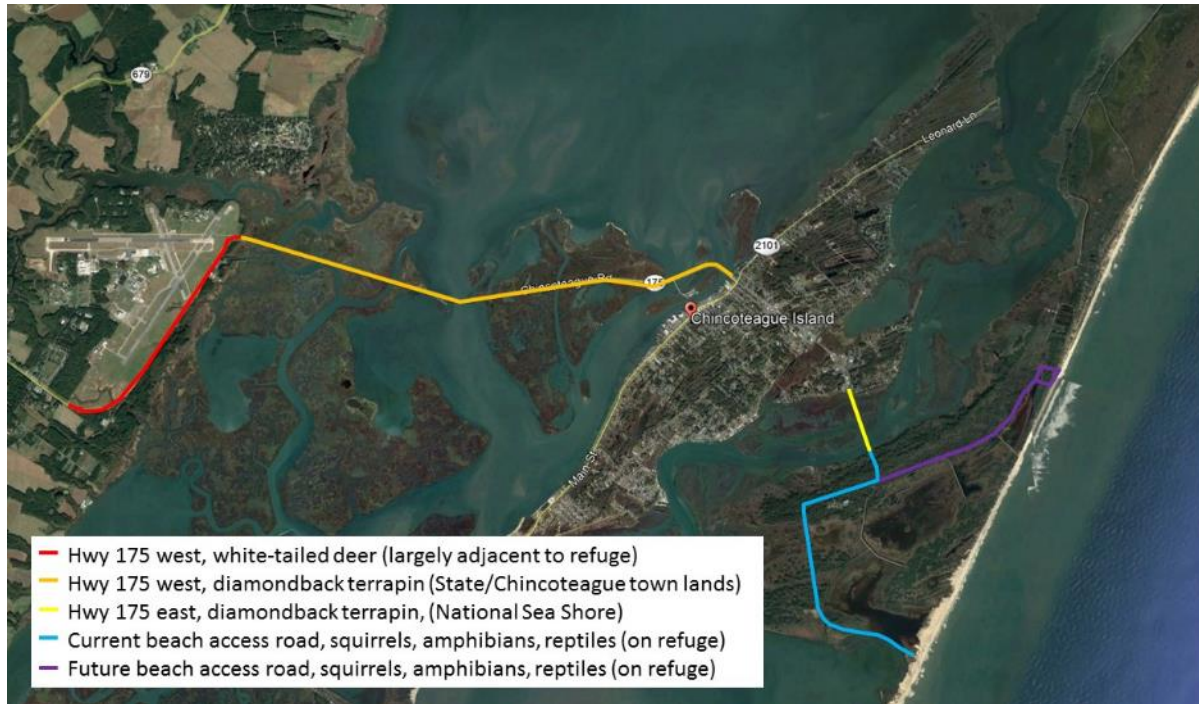 679
Leonard Ln
2101
Chincoteague Rd
175
Chincoteague Island
Main St
Hwy 175 west, white-tailed deer (largely adjacent to refuge)
Hwy 175 west, diamondback terrapin (State/Chincoteague town lands)
Hwy 175 east, diamondback terrapin, (National Sea Shore)
Current beach access road, squirrels, amphibians, reptiles (on refuge)
Future beach access road, squirrels, amphibians, reptiles (on refuge)